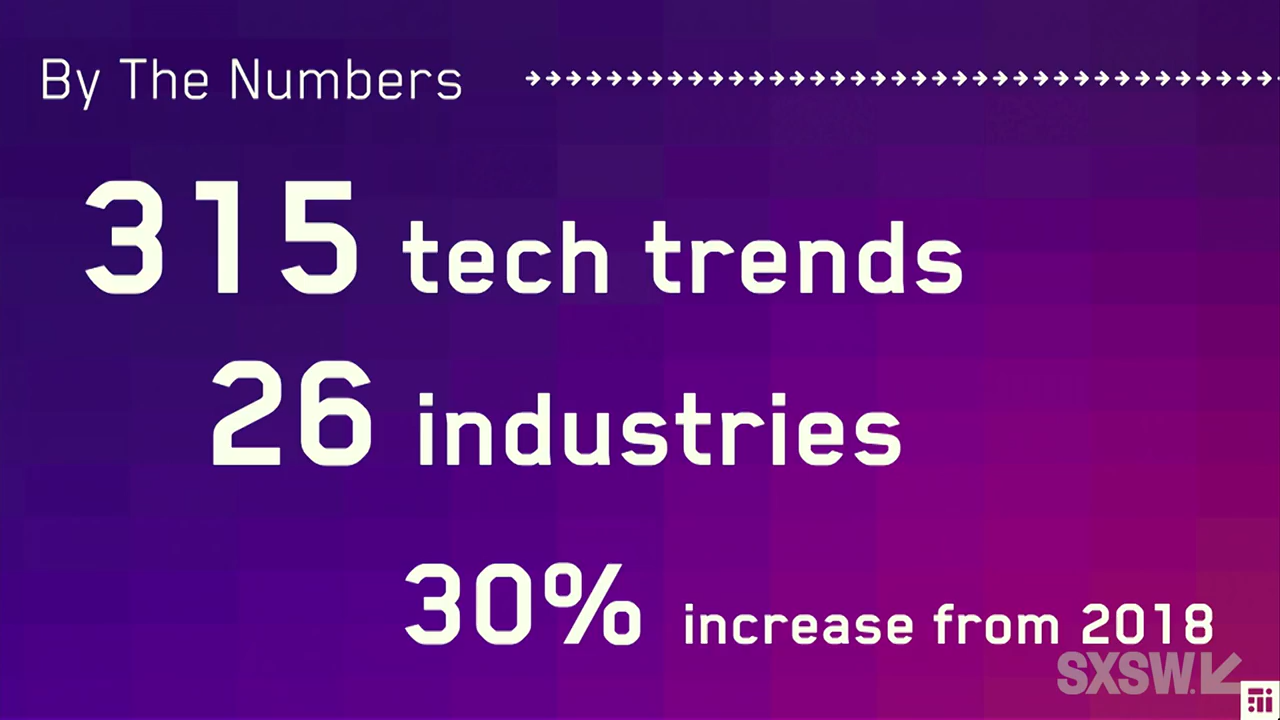 By The Numbers
315 tech trends
26 industries
30% increase from 2018
SXSW.